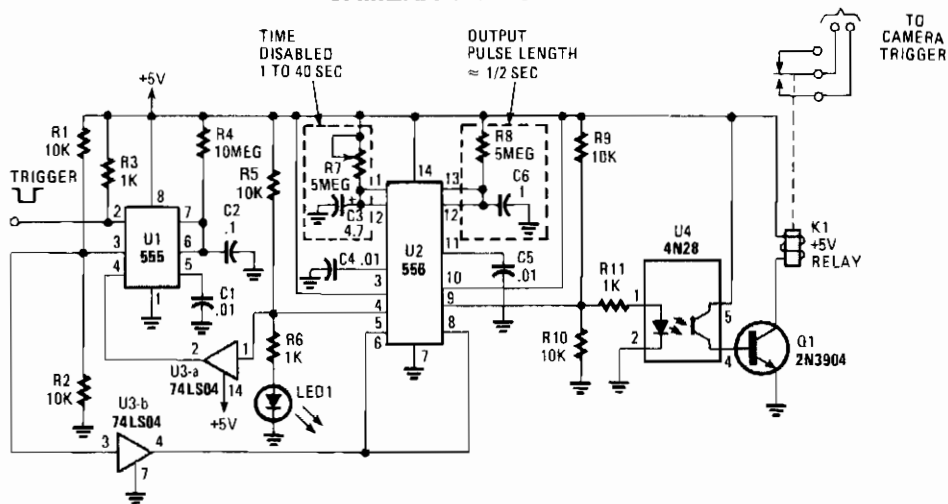 TIME
DISABLED
1 TO 40 SEC
OUTPUT
PULSE LENGTH
≈ 1/2 SEC
TO
CAMERA
TRIGGER
+5V
R1
10K
R3
1K
R4
10MEG
R5
10K
R7
5MEG
R8
5MEG
C6
.1
R9
10K
TRIGGER
8
2
7
3
6
4
5
1
U1
555
C2
.1
C1
.01
1
2
3
4
5
6
14
13
12
11
10
9
8
7
U2
556
C3
4.7
+
C4 .01
C5
.01
R11
1K
U4
4N28
1
2
5
4
K1
+5V
RELAY
Q1
2N3904
R10
10K
R6
1K
LED1
R2
10K
2
1
U3-a
74LS04
14
+5V
U3-b
74LS04
3
4
7